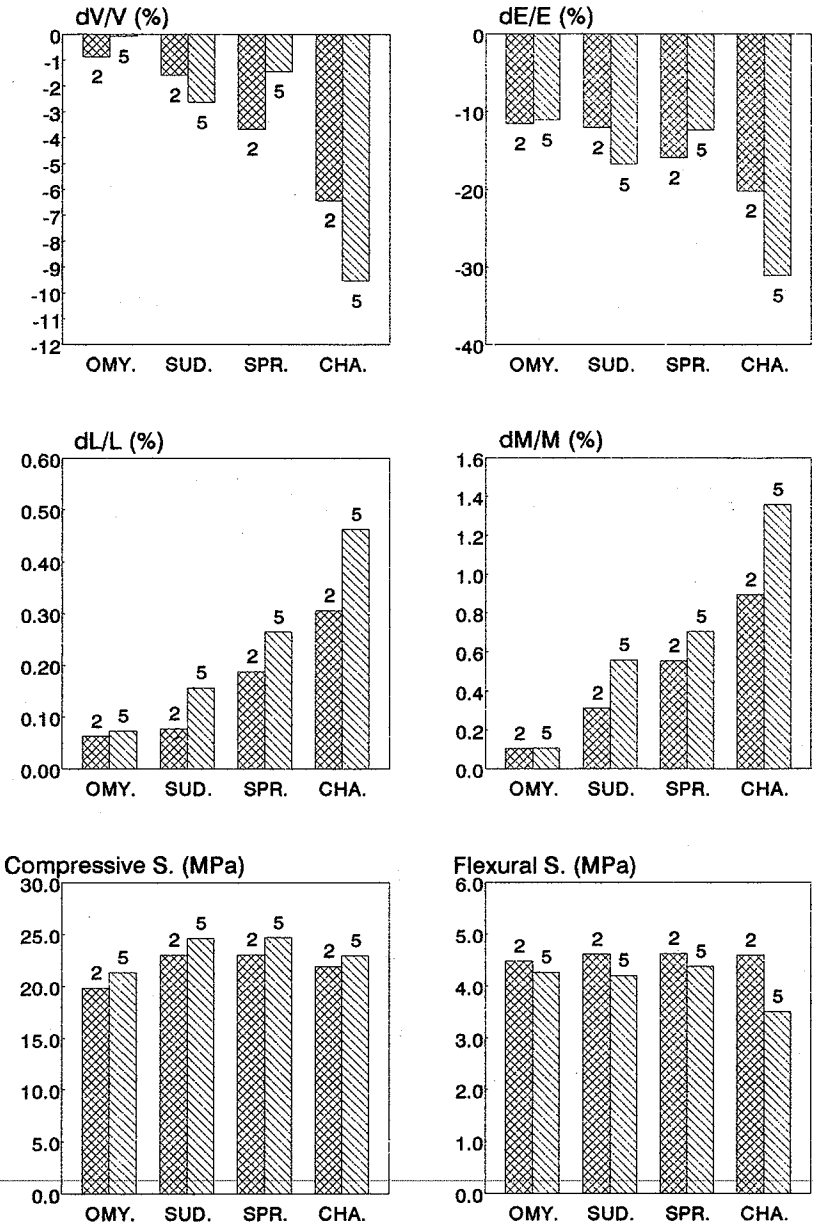 dV/V (%)
0
-1
-2
-3
-4
-5
-6
-7
-8
-9
-10
-11
-12
2 5 2 5 2 5 2 5
OMY. SUD. SPR. CHA.
dE/E (%)
0
-10
-20
-30
-40
2 5 2 5 2 5 2 5
OMY. SUD. SPR. CHA.
dL/L (%)
0.60
0.50
0.40
0.30
0.20
0.10
0.00
2 5 2 5 2 5 2 5
OMY. SUD. SPR. CHA.
dM/M (%)
1.6
1.4
1.2
1.0
0.8
0.6
0.4
0.2
0.0
2 5 2 5 2 5 2 5
OMY. SUD. SPR. CHA.
Compressive S. (MPa)
30.0
25.0
20.0
15.0
10.0
5.0
0.0
2 5 2 5 2 5 2 5
OMY. SUD. SPR. CHA.
Flexural S. (MPa)
6.0
5.0
4.0
3.0
2.0
1.0
0.0
2 5 2 5 2 5 2 5
OMY. SUD. SPR. CHA.